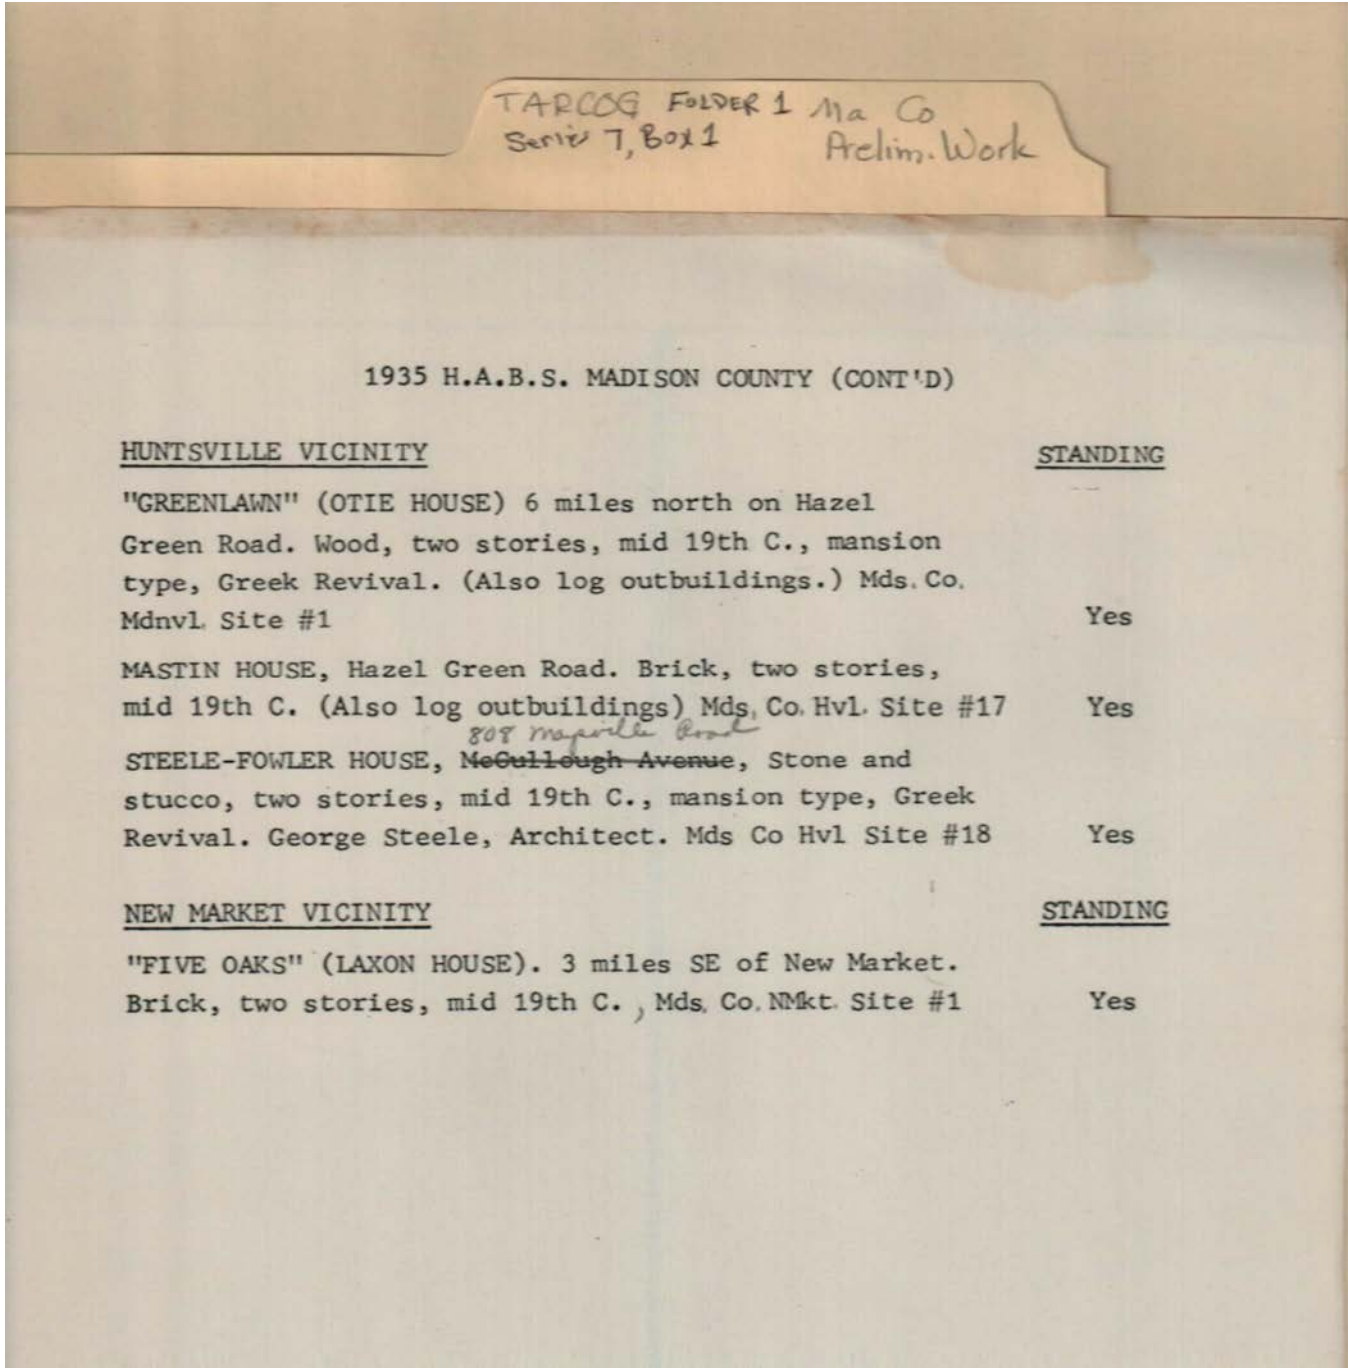 TARCOG FOLDER 1 Ma Co
Series 7, Box 1 Prelim. Work
1935 H.A.B.S. MADISON COUNTY (CONT'D)
HUNTSVILLE VICINITY STANDING
"GREENLAWN" (OTIE HOUSE) 6 miles north on Hazel
Green Road. Wood, two stories, mid 19th C., mansion
type, Greek Revival. (Also log outbuildings.) Mds. Co.
Mdnvl. Site #1 Yes
MASTIN HOUSE, Hazel Green Road. Brick, two stories,
mid 19th C. (Also log outbuildings) Mds. Co. Hvl. Site #17 Yes
808 Maysville Road
STEELE-FOWLER HOUSE, McCullough Avenue, Stone and
stucco, two stories, mid 19th C., mansion type, Greek
Revival. George Steele, Architect. Mds Co Hvl Site #18 Yes
NEW MARKET VICINITY STANDING
"FIVE OAKS" (LAXON HOUSE). 3 miles SE of New Market.
Brick, two stories, mid 19th C. , Mds. Co. NMkt. Site #1 Yes